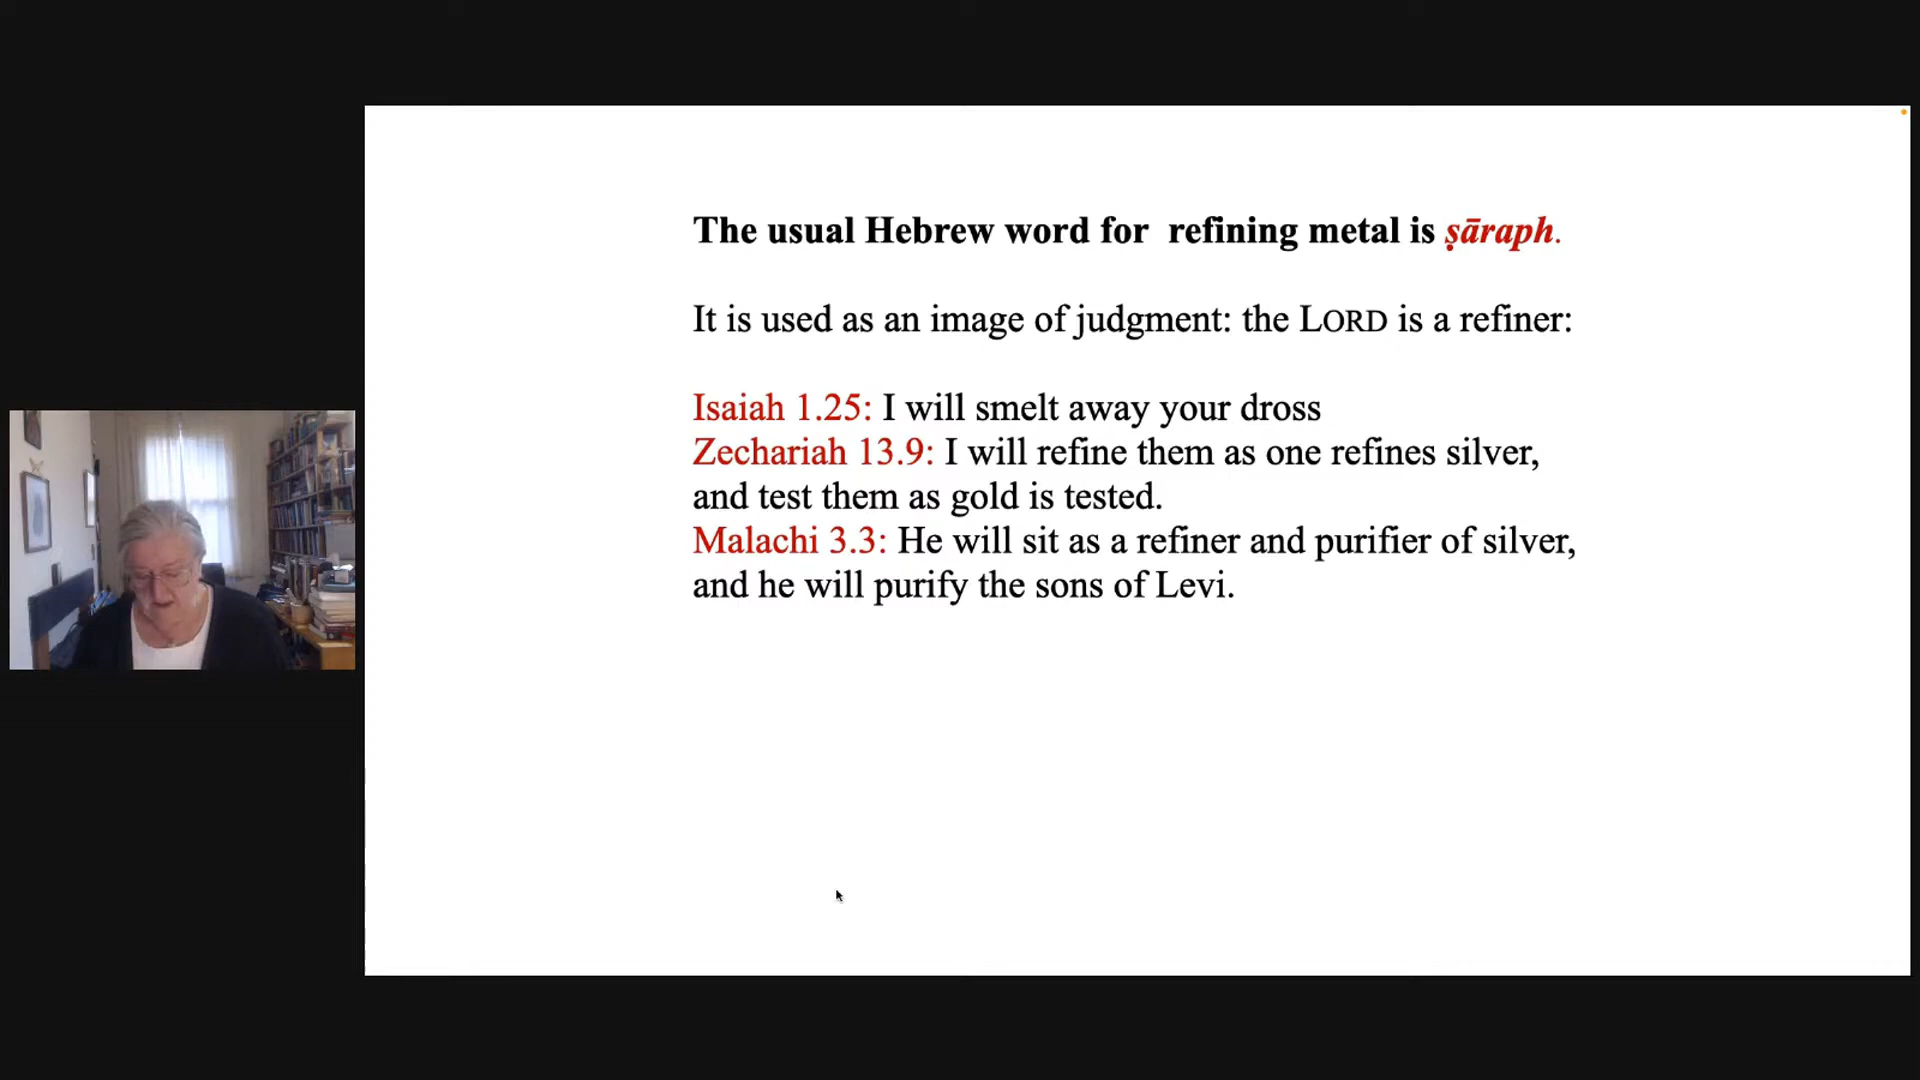 The usual Hebrew word for  refining metal is ṣāraph.
It is used as an image of judgment: the LORD is a refiner:
Isaiah 1.25: I will smelt away your dross
Zechariah 13.9: I will refine them as one refines silver,
and test them as gold is tested.
Malachi 3.3: He will sit as a refiner and purifier of silver,
and he will purify the sons of Levi.